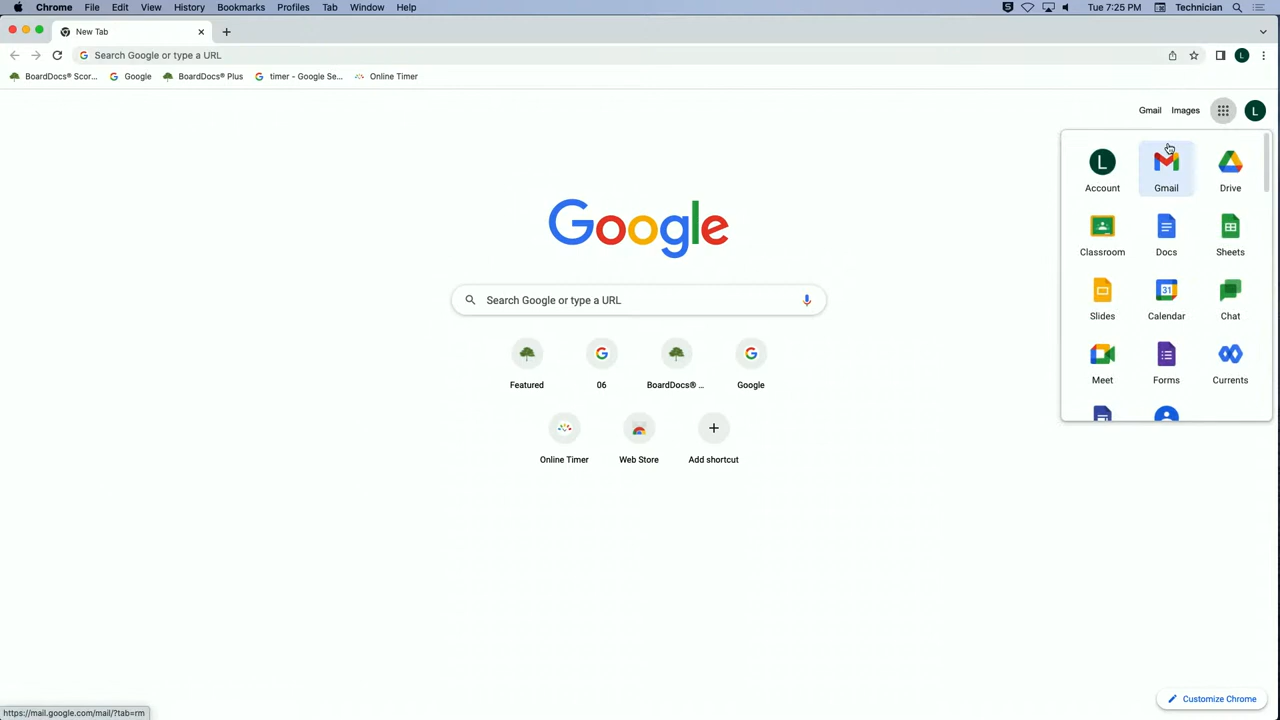 Chrome File Edit View History Bookmarks Profiles Tab Window Help Tue 7:25 PM Technician
New Tab
Search Google or type a URL L
BoardDocs® Scor... Google BoardDocs® Plus timer - Google Se... Online Timer
Gmail Images L
L
Account Gmail Drive
Classroom Docs Sheets
31
Slides Calendar Chat
Meet Forms Currents
Google
Search Google or type a URL
Featured 06 BoardDocs® ... Google
Online Timer Web Store Add shortcut
Customize Chrome
https://mail.google.com/mail/?tab=rm